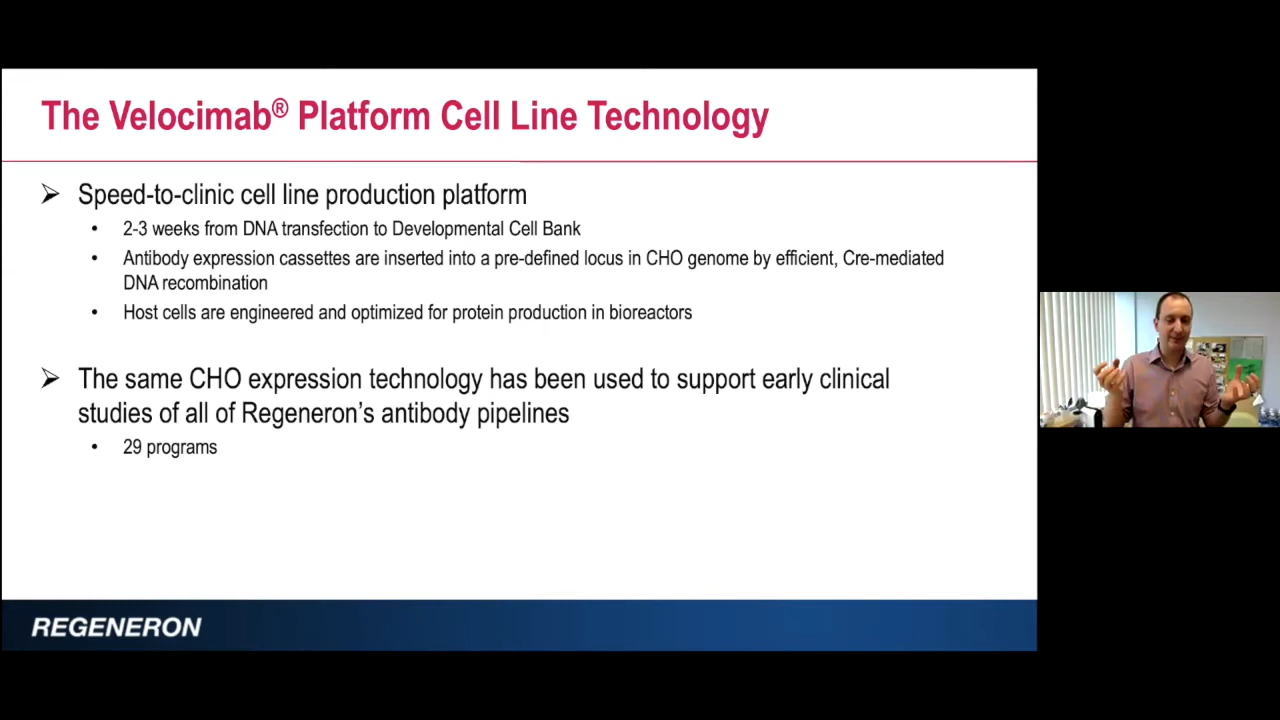 The Velocimab® Platform Cell Line Technology
➢ Speed-to-clinic cell line production platform
• 2-3 weeks from DNA transfection to Developmental Cell Bank
• Antibody expression cassettes are inserted into a pre-defined locus in CHO genome by efficient, Cre-mediated
DNA recombination
• Host cells are engineered and optimized for protein production in bioreactors
➢ The same CHO expression technology has been used to support early clinical
studies of all of Regeneron’s antibody pipelines
• 29 programs
REGENERON